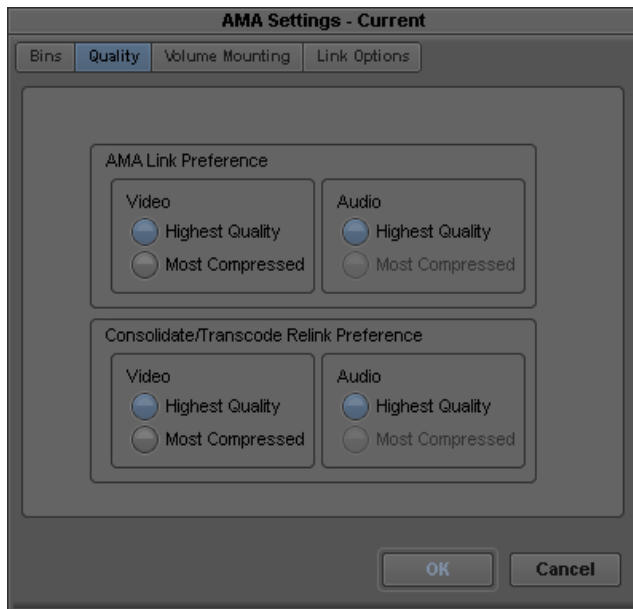 AMA Settings - Current
Bins Quality Volume Mounting Link Options
AMA Link Preference
Video Audio
Highest Quality Highest Quality
Most Compressed Most Compressed
Consolidate/Transcode Relink Preference
Video Audio
Highest Quality Highest Quality
Most Compressed Most Compressed
OK Cancel